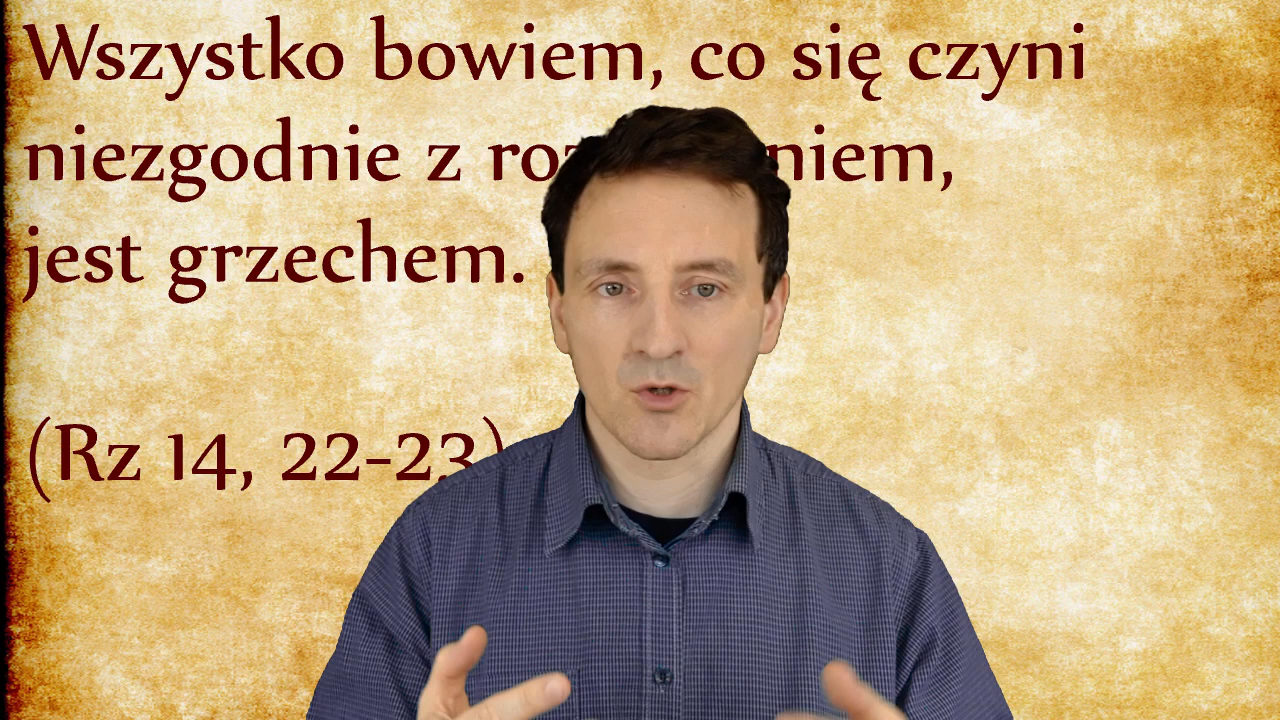 Wszystko bowiem, co się czyni
niezgodnie z
jest grzechem.
(Rz 14, 22-23)